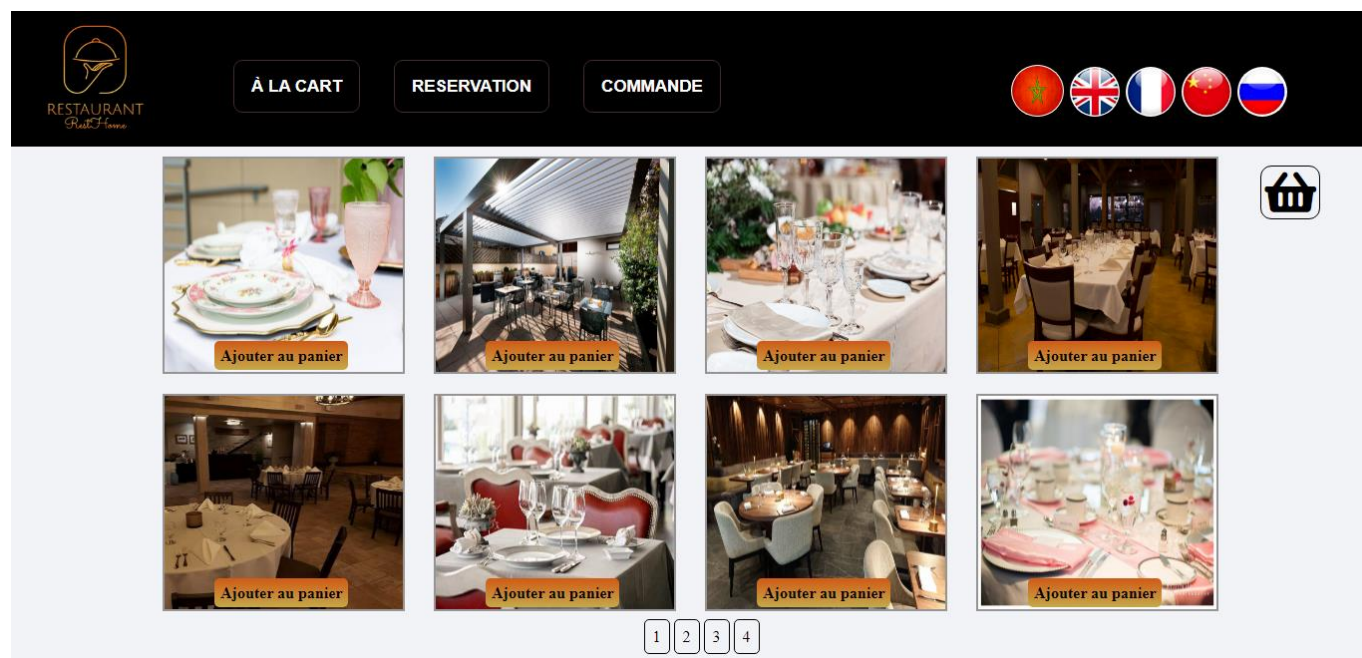 RESTAURANT
Rest Home
À LA CART
RESERVATION
COMMANDE
Ajouter au panier
Ajouter au panier
Ajouter au panier
Ajouter au panier
Ajouter au panier
Ajouter au panier
Ajouter au panier
Ajouter au panier
1 2 3 4